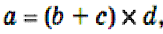 a = (b + c) × d,